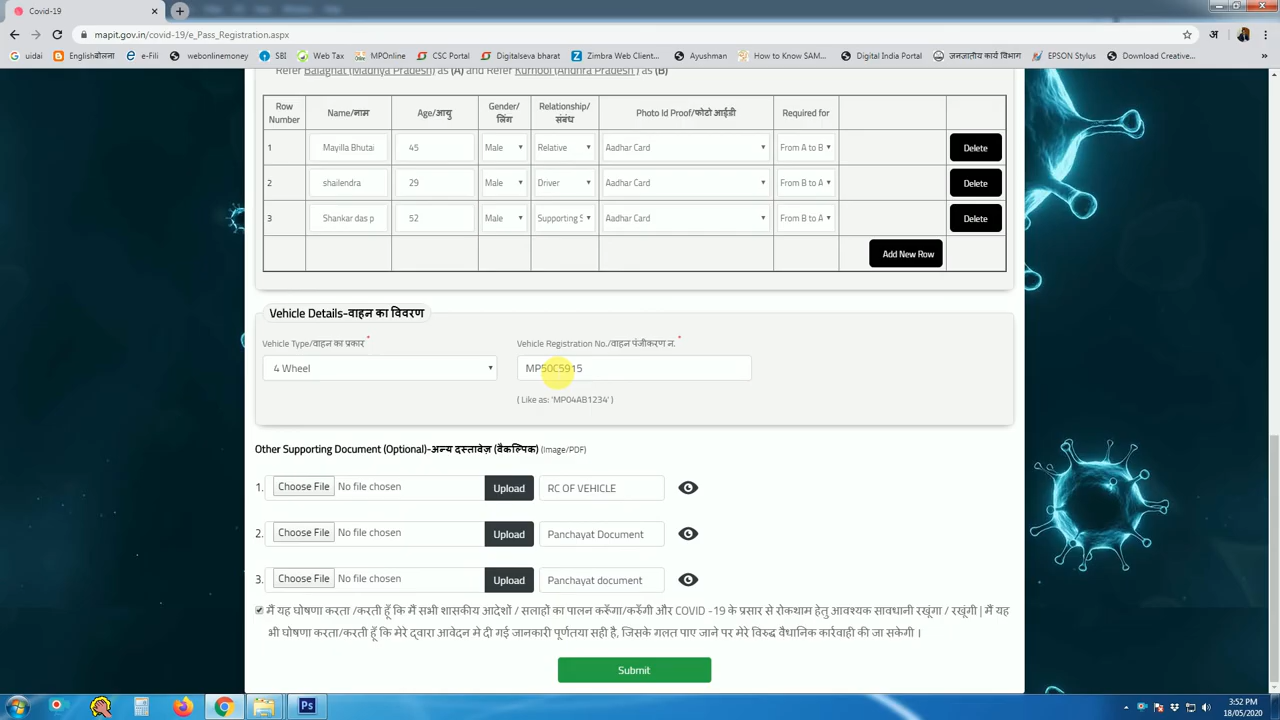 Covid-19
mapit.gov.in/covid-19/e_Pass_Registration.aspx
अ
uidai Englishबोलना e-Fili webonlinemoney SBI Web Tax MPOnline CSC Portal Digitalseva bharat Zimbra Web Client... Ayushman How to Know SAM... Digital India Portal जनजातीय कार्य विभाग EPSON Stylus Download Creative...
Refer Balaghat (Madhya Pradesh) as (A) and Refer Kurnool (Andhra Pradesh ) as (B)
Row Number Name/नाम Age/आयु Gender/लिंग Relationship/संबंध Photo Id Proof/फोटो आईडी Required for
1 Mayilla Bhutai 45 Male Relative Aadhar Card From A to B Delete
2 shailendra 29 Male Driver Aadhar Card From B to A Delete
3 Shankar das p 52 Male Supporting S Aadhar Card From B to A Delete
Add New Row
Vehicle Details-वाहन का विवरण
Vehicle Type/वाहन का प्रकार * Vehicle Registration No./वाहन पंजीकरण न. *
4 Wheel MP50C5915
( Like as: 'MP04AB1234' )
Other Supporting Document (Optional)-अन्य दस्तावेज़ (वैकल्पिक) (Image/PDF)
1. Choose File No file chosen Upload RC OF VEHICLE
2. Choose File No file chosen Upload Panchayat Document
3. Choose File No file chosen Upload Panchayat document
मैं यह घोषणा करता /करती हूँ कि मैं सभी शासकीय आदेशों / सलाहों का पालन करूँगा/करुँगी और COVID -19 के प्रसार से रोकथाम हेतु आवश्यक सावधानी रखूंगा / रखूंगी | मैं यह
भी घोषणा करता/करती हूँ कि मेरे द्वारा आवेदन मे दी गई जानकारी पूर्णतया सही है, जिसके गलत पाए जाने पर मेरे विरुद्ध वैधानिक कार्रवाही की जा सकेगी ।
Submit
Ps
3:52 PM
18/05/2020